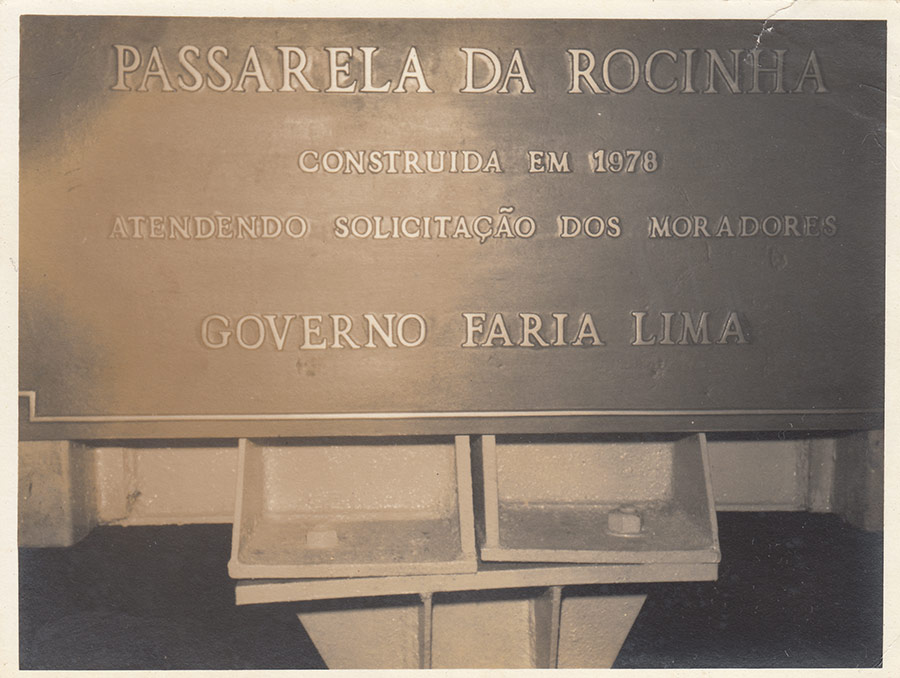 PASSARELA DA ROCINHA
CONSTRUIDA EM 1978
ATENDENDO SOLICITAÇÃO DOS MORADORES
GOVERNO FARIA LIMA